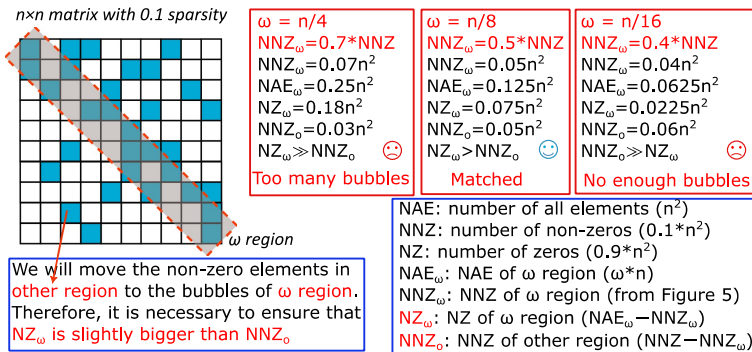 n×n matrix with 0.1 sparsity
ω region
We will move the non-zero elements in
other region to the bubbles of ω region.
Therefore, it is necessary to ensure that
NZω is slightly bigger than NNZo
ω = n/4
NNZω=0.7*NNZ
NNZω=0.07n²
NAEω=0.25n²
NZω=0.18n²
NNZo=0.03n²
NZω≫NNZo
Too many bubbles
ω = n/8
NNZω=0.5*NNZ
NNZω=0.05n²
NAEω=0.125n²
NZω=0.075n²
NNZo=0.05n²
NZω>NNZo
Matched
ω = n/16
NNZω=0.4*NNZ
NNZω=0.04n²
NAEω=0.0625n²
NZω=0.0225n²
NNZo=0.06n²
NNZo≫NZω
No enough bubbles
NAE: number of all elements (n²)
NNZ: number of non-zeros (0.1*n²)
NZ: number of zeros (0.9*n²)
NAEω: NAE of ω region (ω*n)
NNZω: NNZ of ω region (from Figure 5)
NZω: NZ of ω region (NAEω−NNZω)
NNZo: NNZ of other region (NNZ−NNZω)